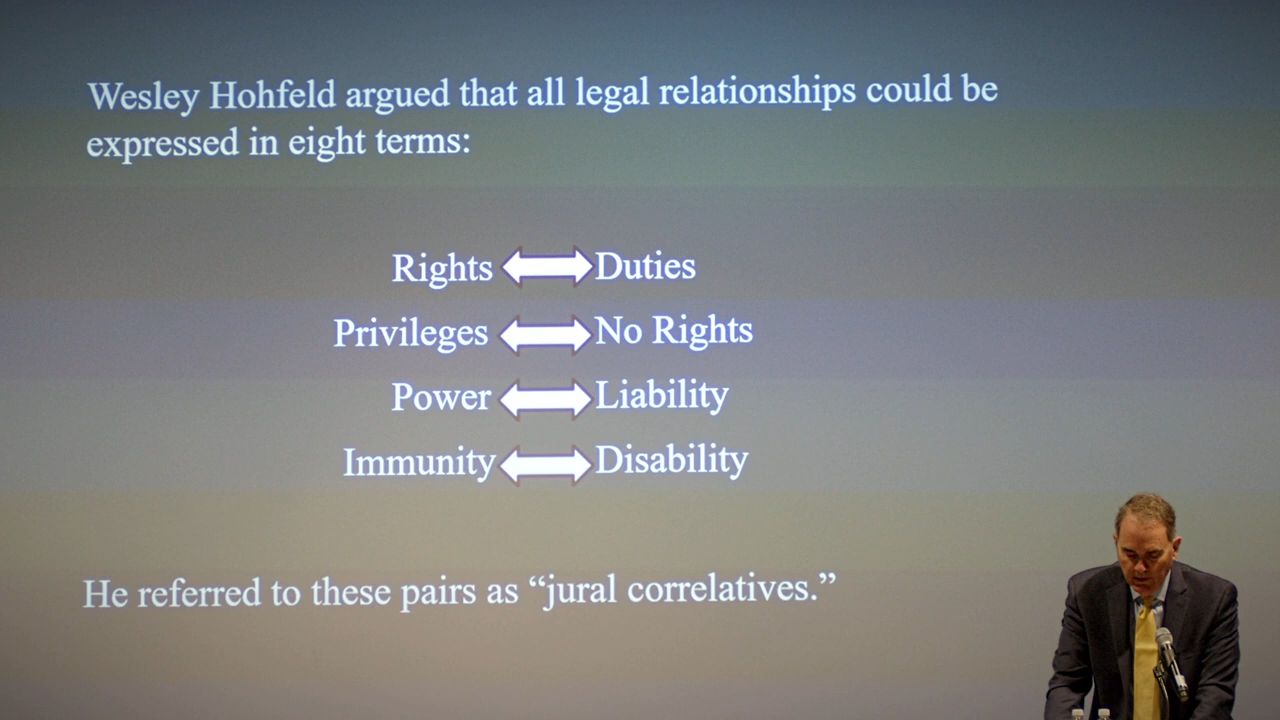 Wesley Hohfeld argued that all legal relationships could be
expressed in eight terms:
Rights Duties
Privileges No Rights
Power Liability
Immunity Disability
He referred to these pairs as “jural correlatives.”